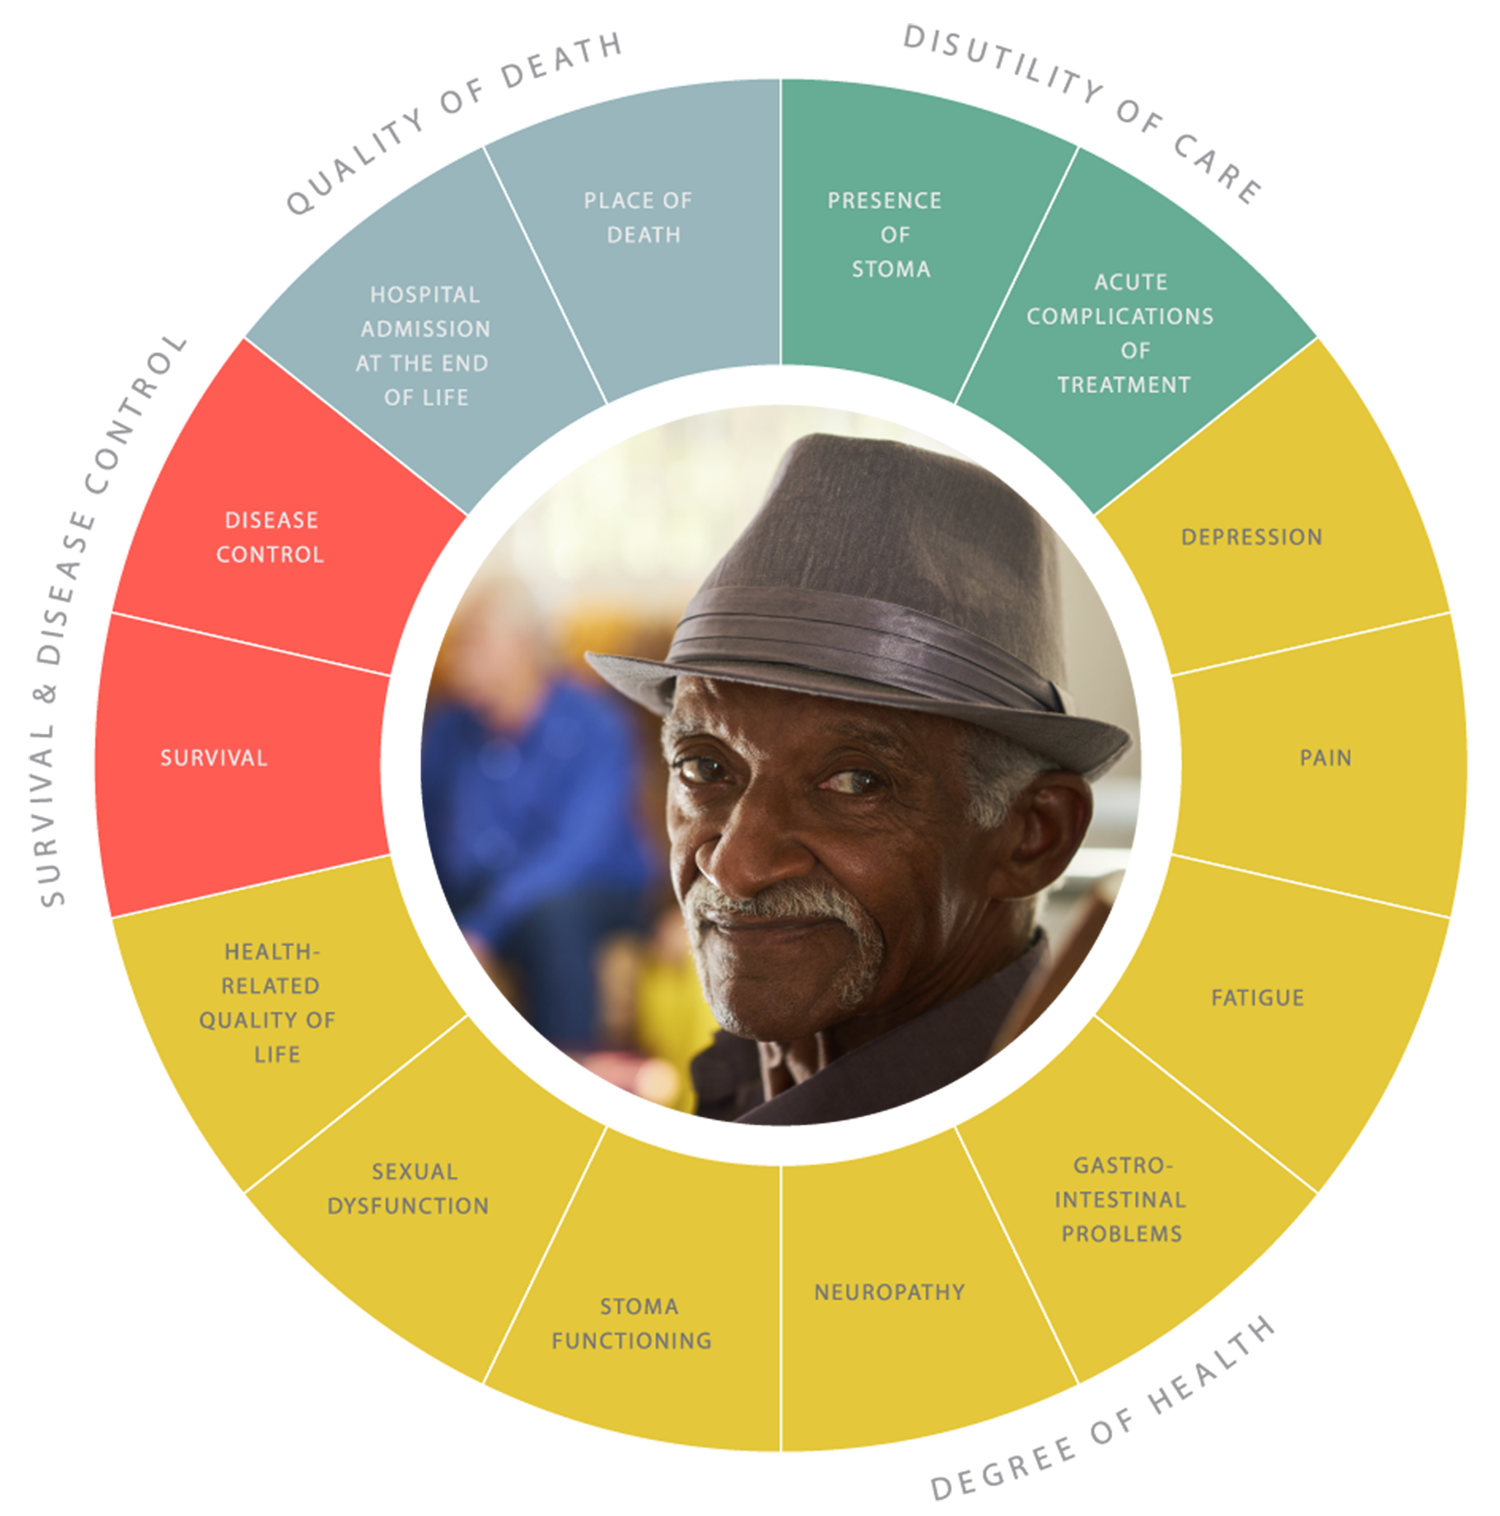 QUALITY OF DEATH
DISUTILITY OF CARE
SURVIVAL & DISEASE CONTROL
DEGREE OF HEALTH
PLACE OF
DEATH
PRESENCE
OF
STOMA
ACUTE
COMPLICATIONS
OF
TREATMENT
DEPRESSION
PAIN
FATIGUE
GASTRO-
INTESTINAL
PROBLEMS
NEUROPATHY
STOMA
FUNCTIONING
SEXUAL
DYSFUNCTION
HEALTH-
RELATED
QUALITY OF
LIFE
SURVIVAL
DISEASE
CONTROL
HOSPITAL
ADMISSION
AT THE END
OF LIFE